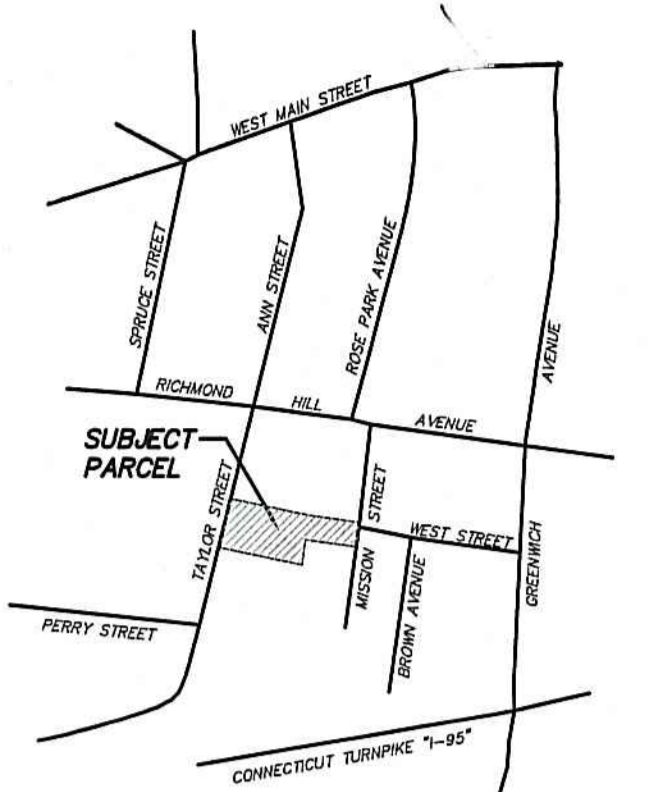 WEST MAIN STREET
SPRUCE STREET
ANN STREET
ROSE PARK AVENUE
AVENUE
RICHMOND
HILL
AVENUE
SUBJECT
PARCEL
TAYLOR STREET
STREET
WEST STREET
MISSION
BROWN AVENUE
GREENWICH
PERRY STREET
CONNECTICUT TURNPIKE "I-95"